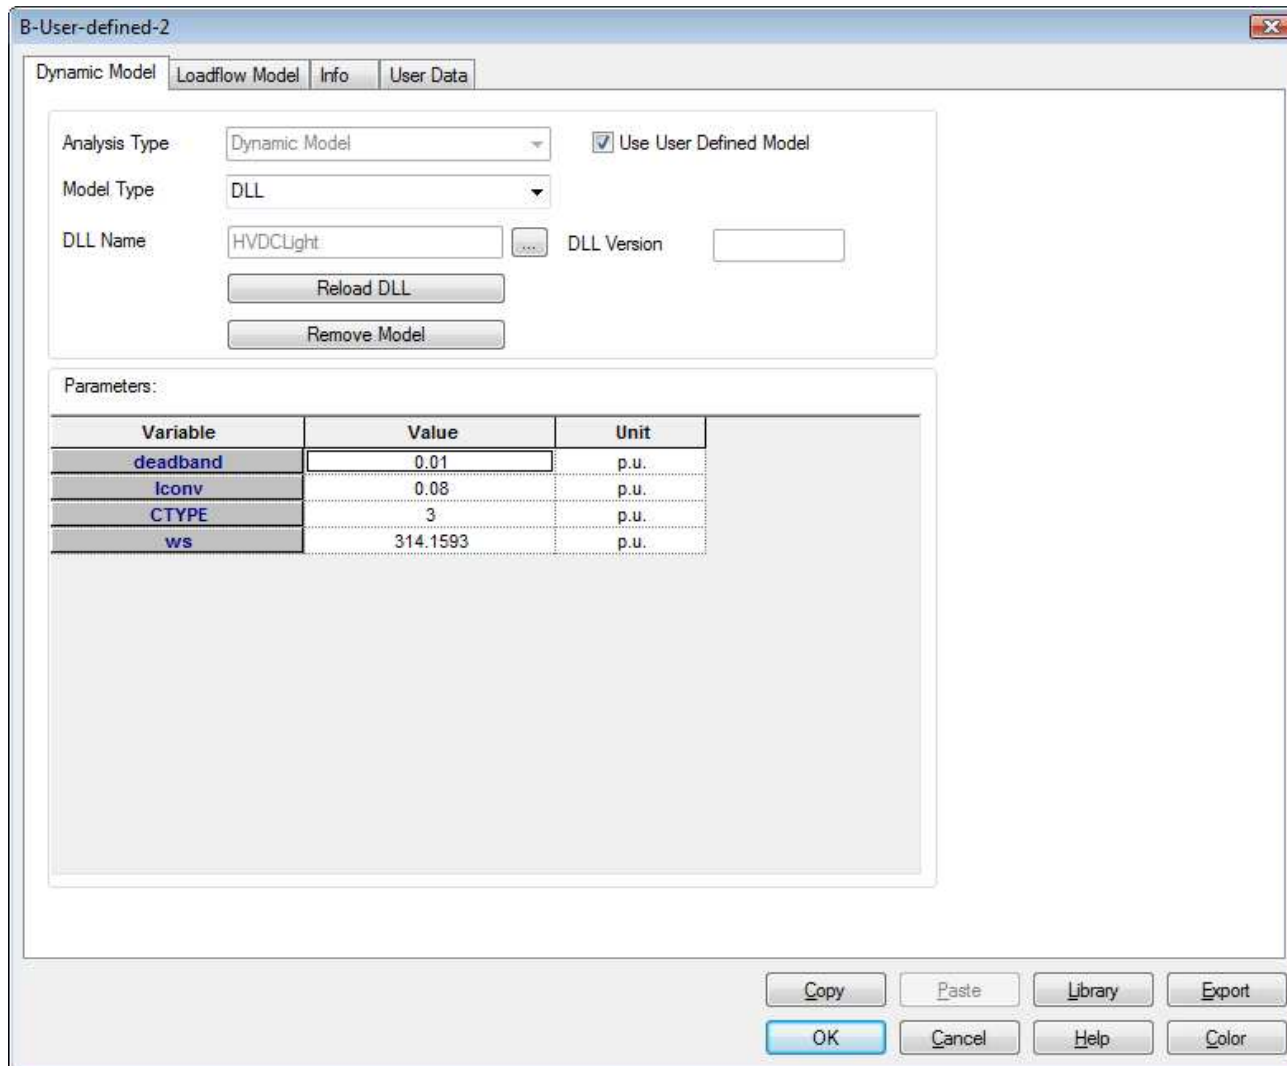 B-User-defined-2
Dynamic Model Loadflow Model Info User Data
Analysis Type Dynamic Model Use User Defined Model
Model Type DLL
DLL Name HVDCLight ... DLL Version
Reload DLL
Remove Model
Parameters:
Variable Value Unit
deadband 0.01 p.u.
lconv 0.08 p.u.
CTYPE 3 p.u.
ws 314.1593 p.u.
Copy Paste Library Export
OK Cancel Help Color